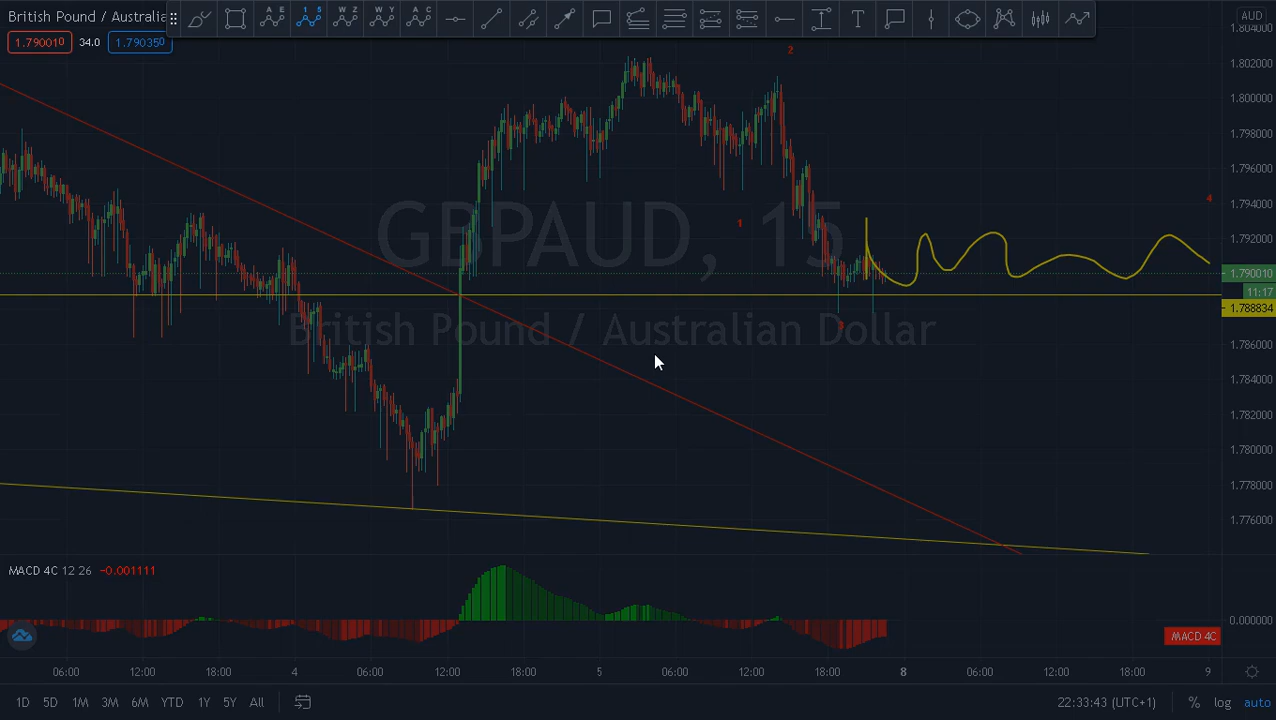 British Pound / Australia
A E
1 5
W Z
W Y
A C
T
AUD
1.790010
34.0
1.790350
1.804000
1.802000
1.800000
1.798000
1.796000
1.794000
1.792000
1.790010
11:17
1.788834
1.786000
1.784000
1.782000
1.780000
1.778000
1.776000
2
1
4
3
GBPAUD, 15
British Pound / Australian Dollar
MACD 4C 12 26 −0.001111
0.000000
MACD 4C
06:00 12:00 18:00 4 06:00 12:00 18:00 5 06:00 12:00 18:00 8 06:00 12:00 18:00 9
1D 5D 1M 3M 6M YTD 1Y 5Y All 22:33:43 (UTC+1) % log auto